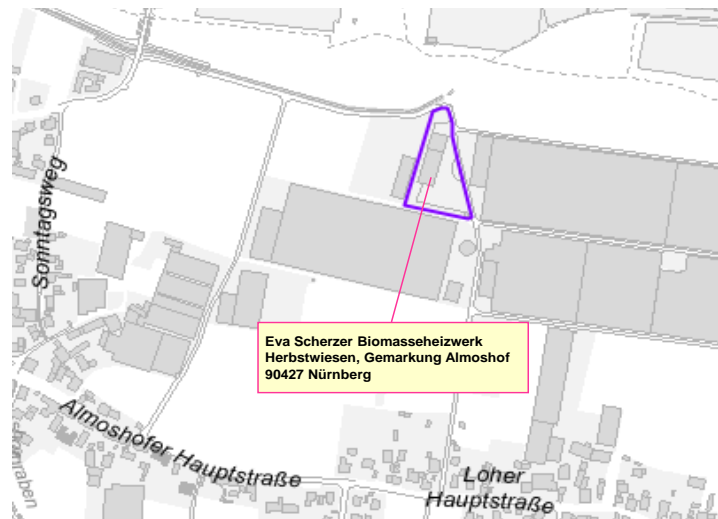 Sonntagsweg
Eva Scherzer Biomasseheizwerk
Herbstwiesen, Gemarkung Almoshof
90427 Nürnberg
Almoshofer Hauptstraße
Loher
Hauptstraße